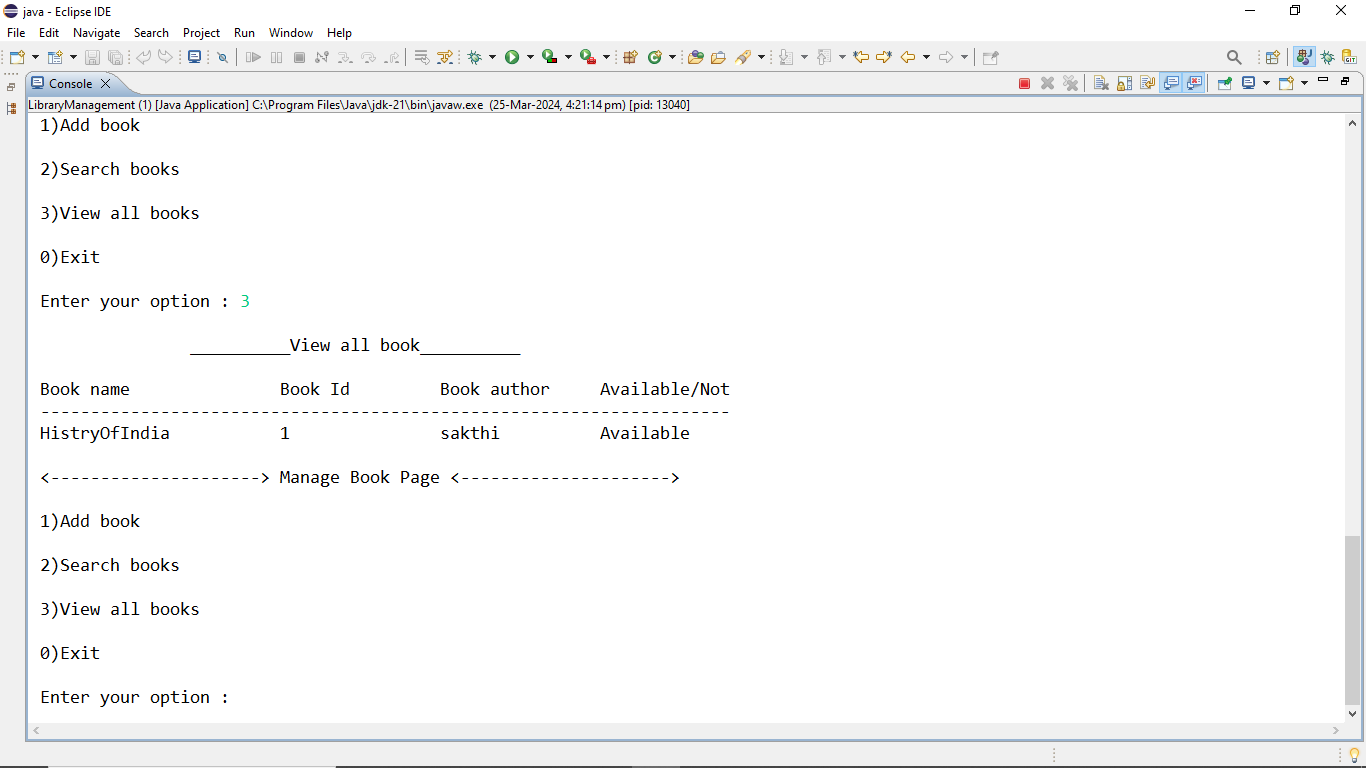 java - Eclipse IDE
File Edit Navigate Search Project Run Window Help
Console
LibraryManagement (1) [Java Application] C:\Program Files\Java\jdk-21\bin\javaw.exe (25-Mar-2024, 4:21:14 pm) [pid: 13040]
1)Add book
2)Search books
3)View all books
0)Exit
Enter your option : 3
__________View all book__________
Book name Book Id Book author Available/Not
---------------------------------------------------------------------
HistryOfIndia 1 sakthi Available
<---------------------> Manage Book Page <--------------------->
1)Add book
2)Search books
3)View all books
0)Exit
Enter your option :